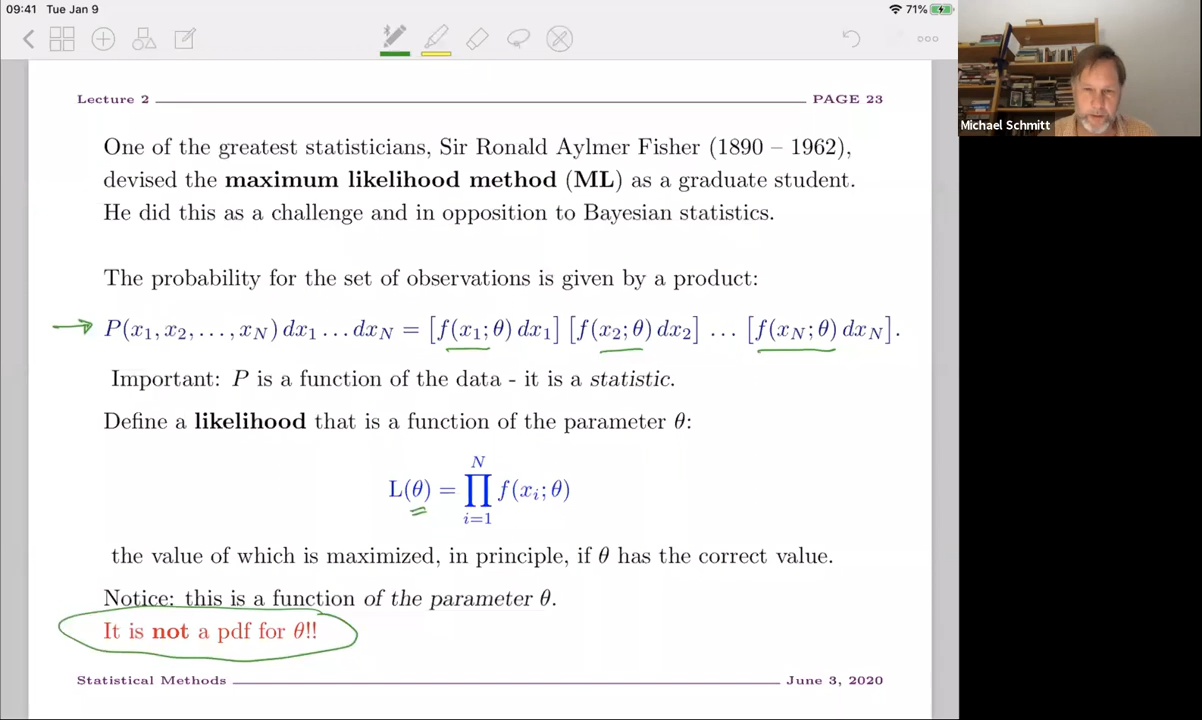 09:41 Tue Jan 9
71%
Lecture 2 PAGE 23
One of the greatest statisticians, Sir Ronald Aylmer Fisher (1890 – 1962),
devised the maximum likelihood method (ML) as a graduate student.
He did this as a challenge and in opposition to Bayesian statistics.
The probability for the set of observations is given by a product:
P(x₁, x₂, . . . , x_N) dx₁ . . . dx_N = [f(x₁; θ) dx₁] [f(x₂; θ) dx₂] . . . [f(x_N; θ) dx_N].
Important: P is a function of the data - it is a statistic.
Define a likelihood that is a function of the parameter θ:
L(θ) = ∏_{i=1}^{N} f(x_i; θ)
the value of which is maximized, in principle, if θ has the correct value.
Notice: this is a function of the parameter θ.
It is not a pdf for θ!!
Statistical Methods June 3, 2020
Michael Schmitt